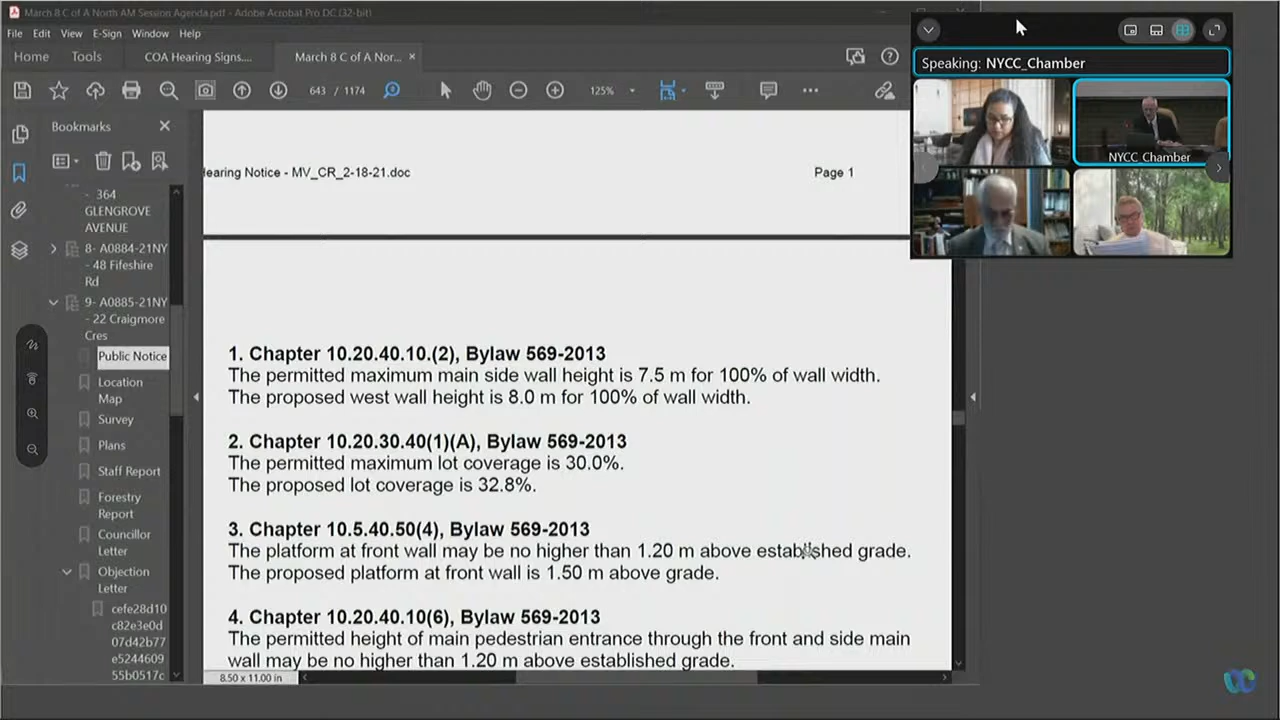 March 8 C of A North AM Session Agenda.pdf - Adobe Acrobat Pro DC (32-bit)
File Edit View E-Sign Window Help
Home Tools COA Hearing Signs.... March 8 C of A Nor... ×
643 / 1174 125%
Speaking: NYCC_Chamber
NYCC_Chamber
Bookmarks
- 364
GLENGROVE
AVENUE
8- A0884-21NY
- 48 Fifeshire
Rd
9- A0885-21NY
- 22 Craigmore
Cres
Public Notice
Location
Map
Survey
Plans
Staff Report
Forestry
Report
Councillor
Letter
Objection
Letter
cefe28d10
c82e3e0d
07d42b77
e5244609
55b0517c
Hearing Notice - MV_CR_2-18-21.doc Page 1
1. Chapter 10.20.40.10.(2), Bylaw 569-2013
The permitted maximum main side wall height is 7.5 m for 100% of wall width.
The proposed west wall height is 8.0 m for 100% of wall width.
2. Chapter 10.20.30.40(1)(A), Bylaw 569-2013
The permitted maximum lot coverage is 30.0%.
The proposed lot coverage is 32.8%.
3. Chapter 10.5.40.50(4), Bylaw 569-2013
The platform at front wall may be no higher than 1.20 m above established grade.
The proposed platform at front wall is 1.50 m above grade.
4. Chapter 10.20.40.10(6), Bylaw 569-2013
The permitted height of main pedestrian entrance through the front and side main
wall may be no higher than 1.20 m above established grade.
8.50 x 11.00 in